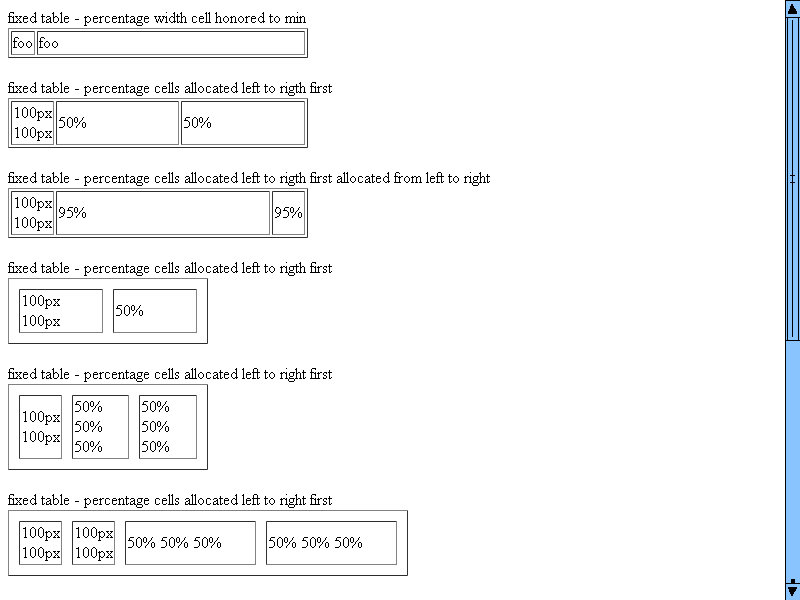 fixed table - percentage width cell honored to min
foo foo
fixed table - percentage cells allocated left to rigth first
100px
100px 50% 50%
fixed table - percentage cells allocated left to rigth first allocated from left to right
100px
100px 95% 95%
fixed table - percentage cells allocated left to rigth first
100px
100px 50%
fixed table - percentage cells allocated left to right first
100px
100px
50%
50%
50%
50%
50%
50%
fixed table - percentage cells allocated left to right first
100px
100px
100px
100px
50% 50% 50%
50% 50% 50%